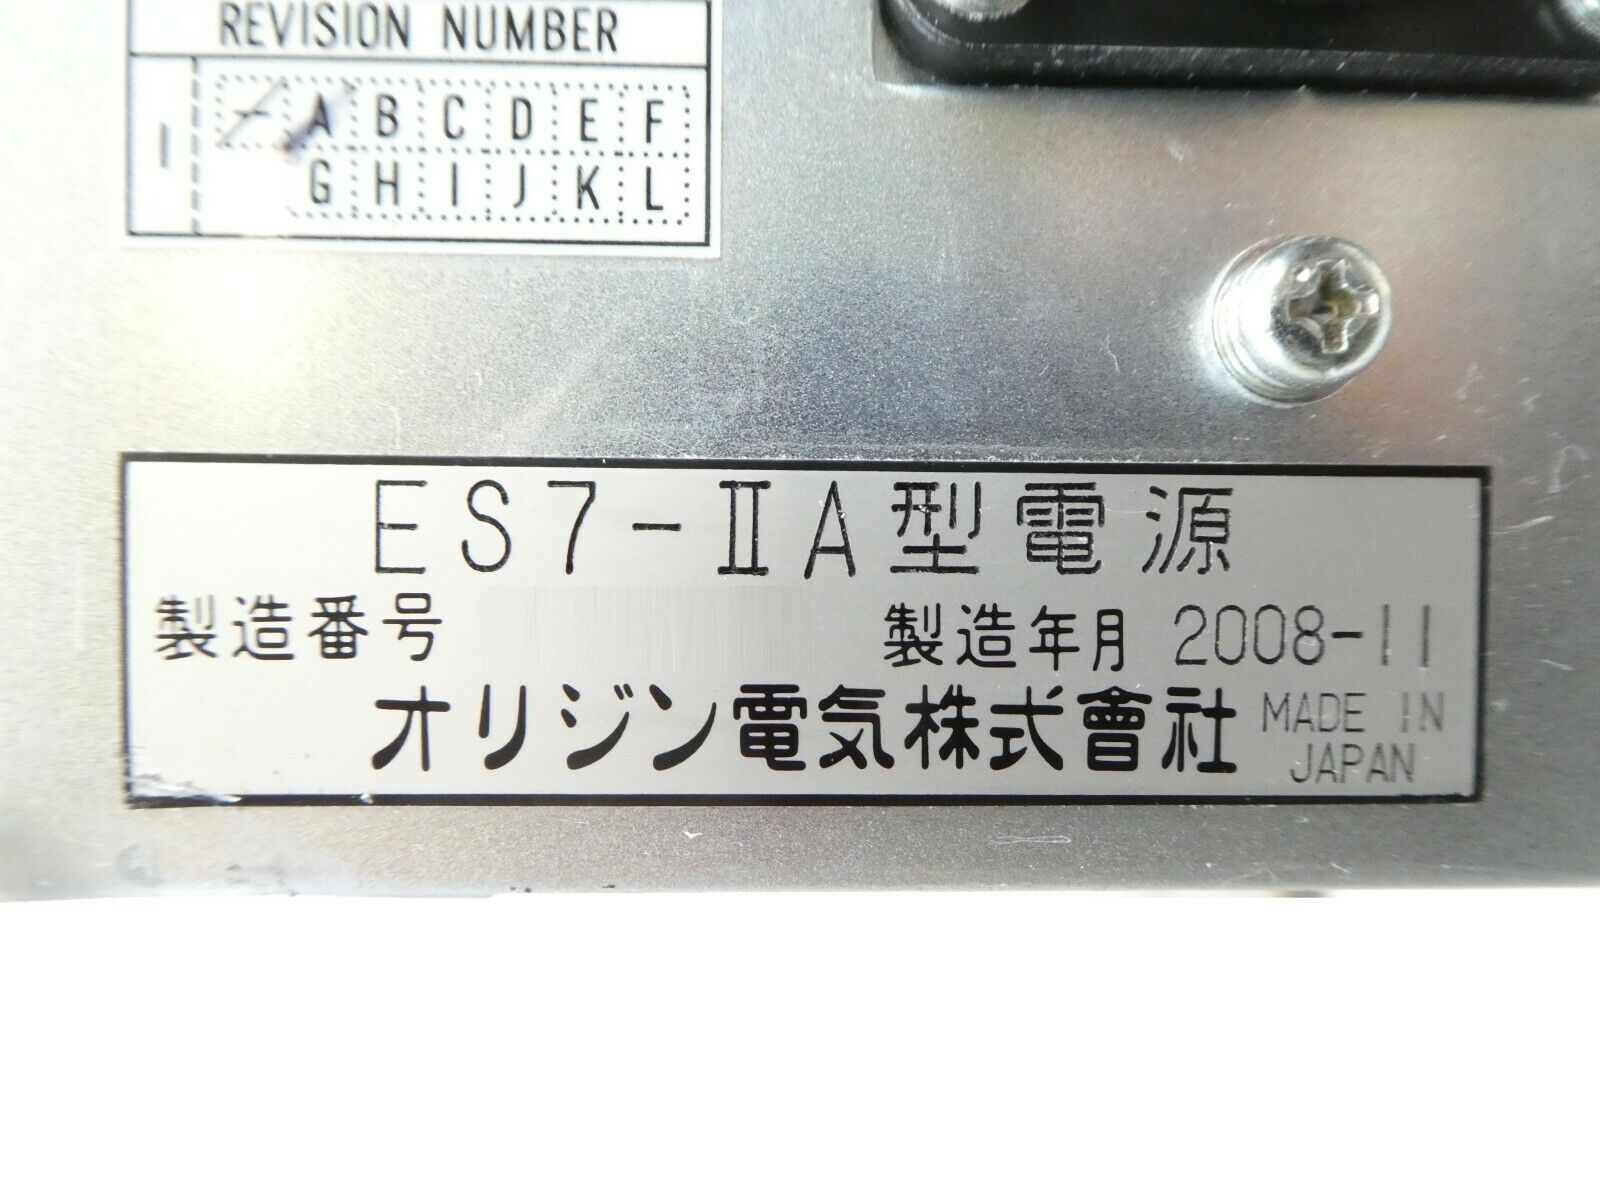 REVISION NUMBER
- A B C D E F
- G H I J K L
ES7-ⅡA型電源
製造番号 製造年月 2008-11
オリジン電気株式會社 MADE IN
JAPAN